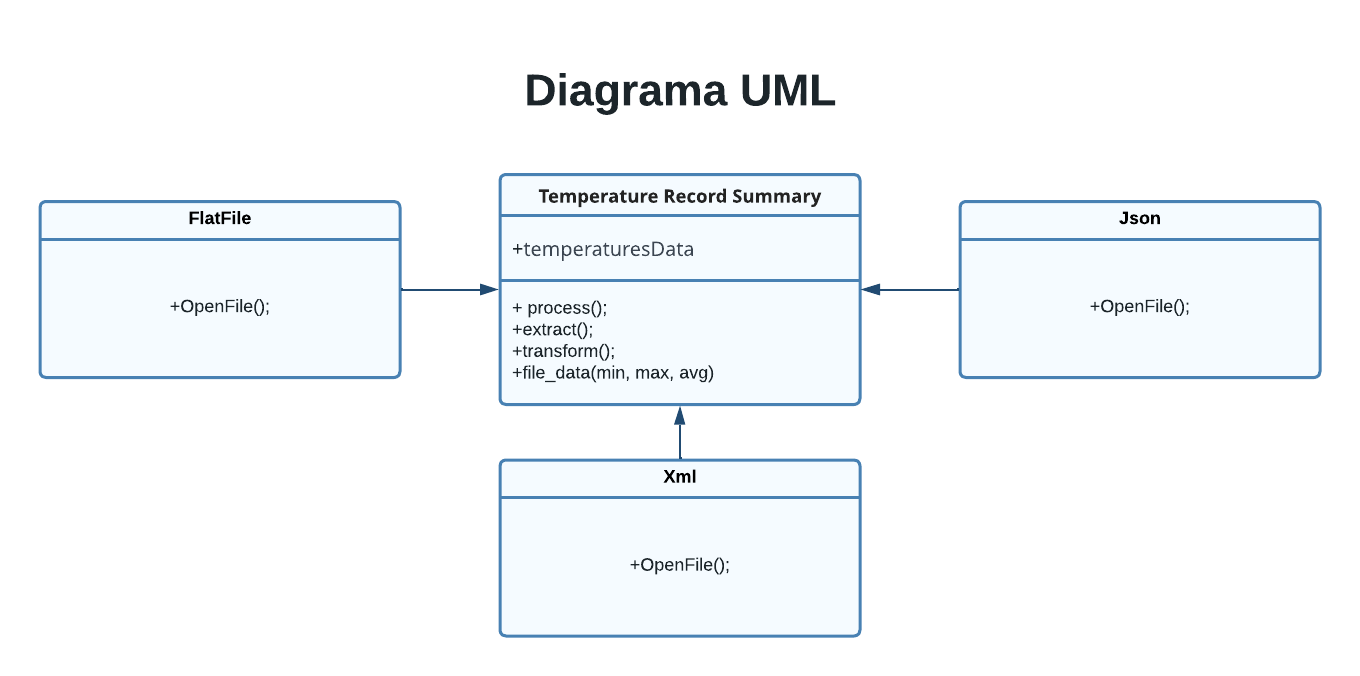 Diagrama UML
FlatFile
+OpenFile();
Temperature Record Summary
+temperaturesData
+ process();
+extract();
+transform();
+file_data(min, max, avg)
Json
+OpenFile();
Xml
+OpenFile();